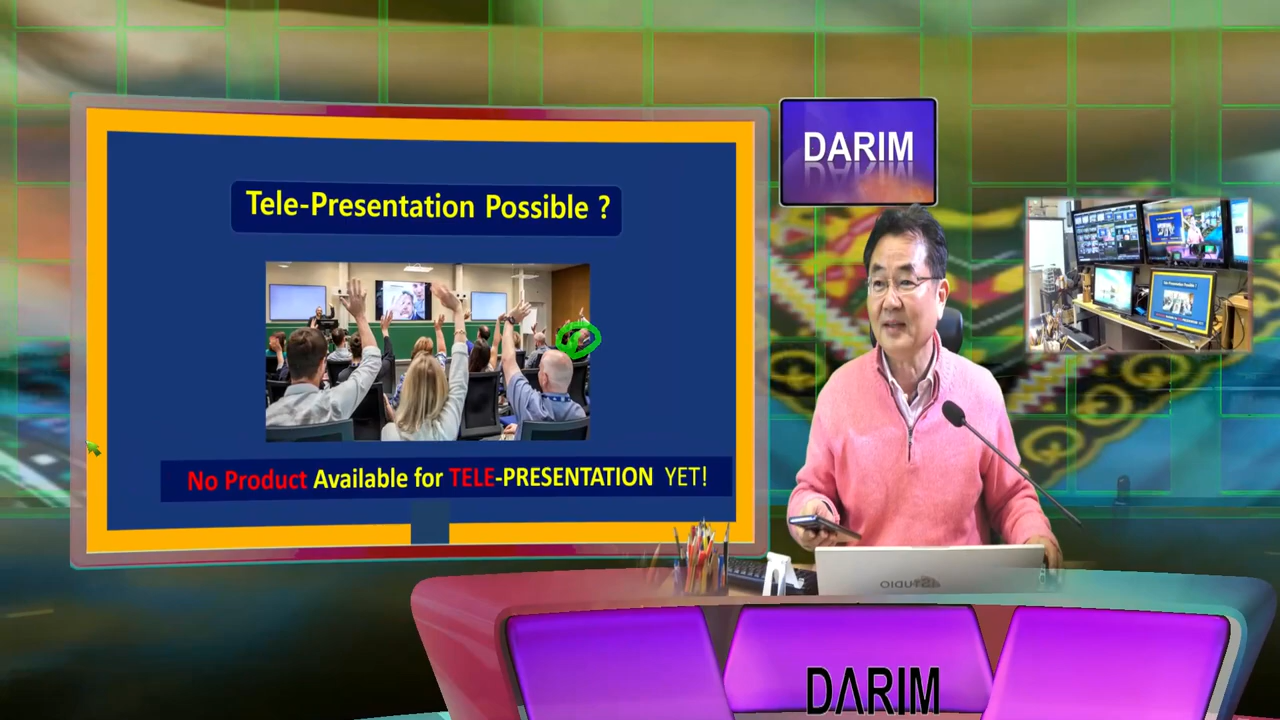 Tele-Presentation Possible ?
No Product Available for TELE-PRESENTATION YET!
DARIM
DARIM